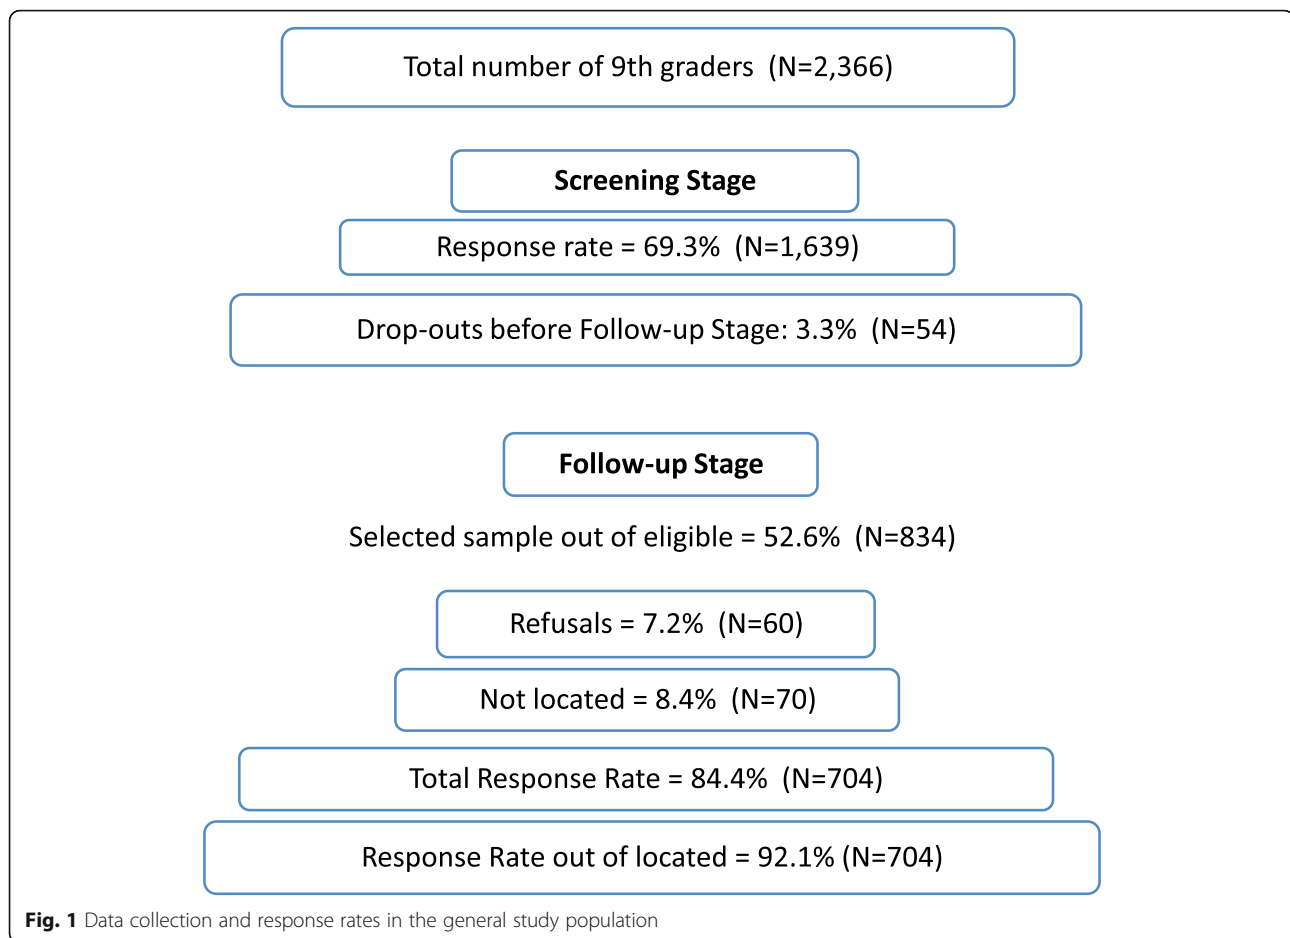 Total number of 9th graders (N=2,366)
Screening Stage
Response rate = 69.3% (N=1,639)
Drop-outs before Follow-up Stage: 3.3% (N=54)
Follow-up Stage
Selected sample out of eligible = 52.6% (N=834)
Refusals = 7.2% (N=60)
Not located = 8.4% (N=70)
Total Response Rate = 84.4% (N=704)
Response Rate out of located = 92.1% (N=704)
Fig. 1 Data collection and response rates in the general study population